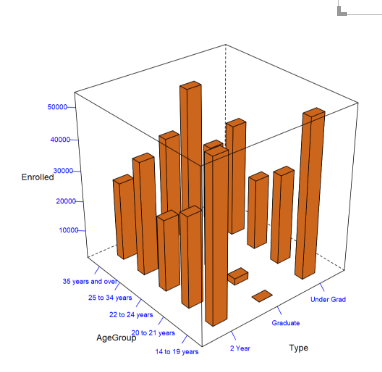 50000
40000
Enrolled
30000
20000
10000
35 years and over
25 to 34 years
22 to 24 years
20 to 21 years
14 to 19 years
AgeGroup
2 Year
Graduate
Under Grad
Type